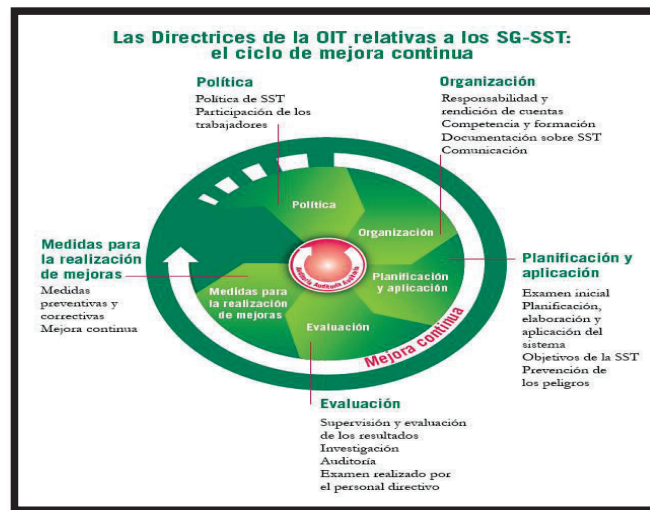 Las Directrices de la OIT relativas a los SG-SST:
el ciclo de mejora continua
Política
Política de SST
Participación de los
trabajadores
Organización
Responsabilidad y
rendición de cuentas
Competencia y formación
Documentación sobre SST
Comunicación
Política
Organización
Planificación
y aplicación
Evaluación
Medidas para
la realización
de mejoras
Auditoría Auditoría Auditoría
Mejora continua
Medidas para
la realización
de mejoras
Medidas
preventivas y
correctivas
Mejora continua
Planificación y
aplicación
Examen inicial
Planificación,
elaboración y
aplicación del
sistema
Objetivos de la SST
Prevención de
los peligros
Evaluación
Supervisión y evaluación
de los resultados
Investigación
Auditoría
Examen realizado por
el personal directivo